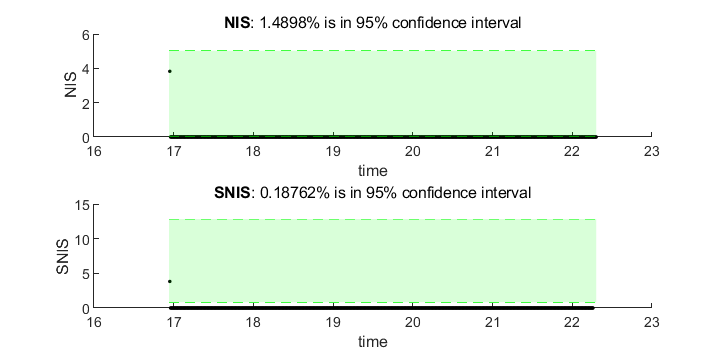 NIS: 1.4898% is in 95% confidence interval
6
4
2
0
NIS
16 17 18 19 20 21 22 23
time
SNIS: 0.18762% is in 95% confidence interval
15
10
5
0
SNIS
16 17 18 19 20 21 22 23
time